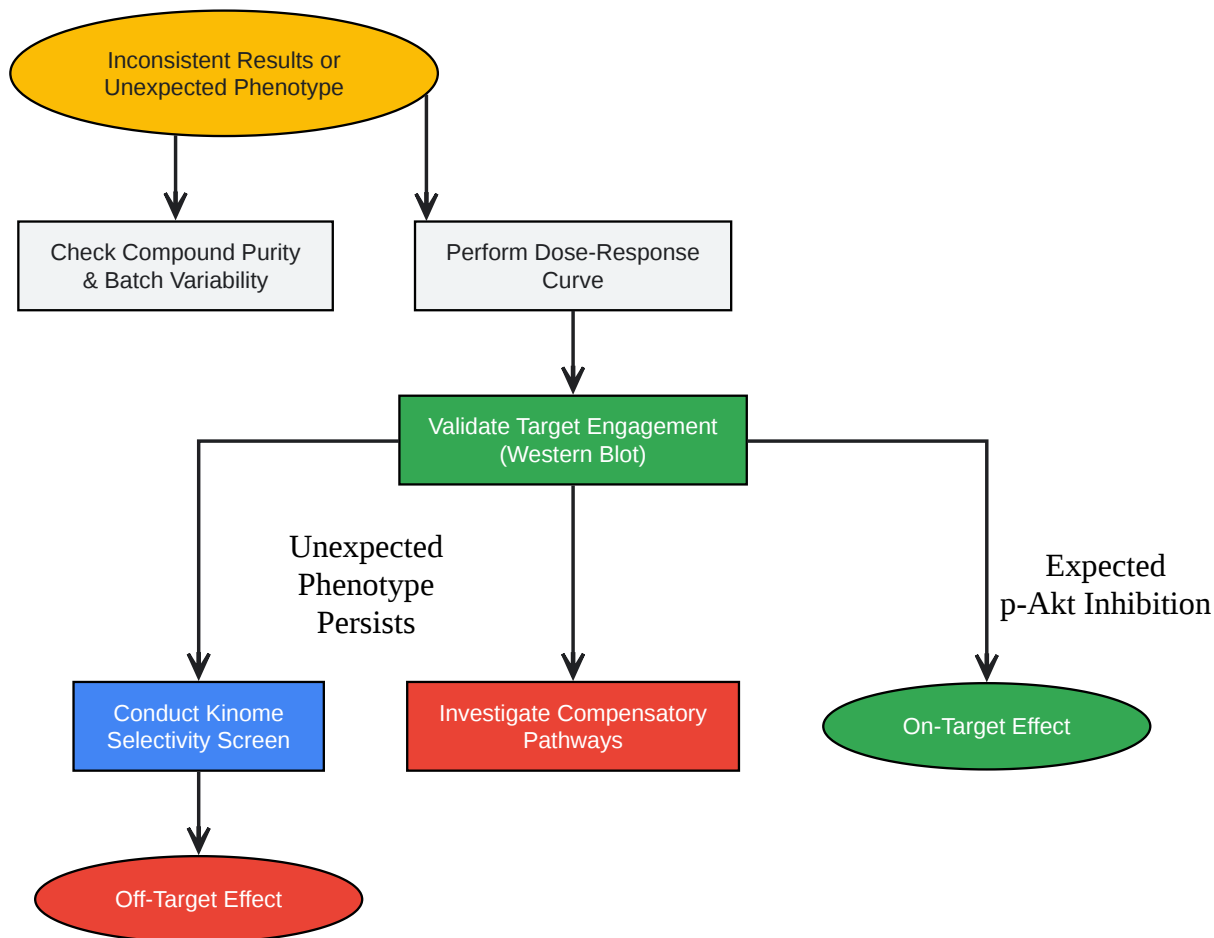 Inconsistent Results or
Unexpected Phenotype
Check Compound Purity
& Batch Variability
Perform Dose-Response
Curve
Validate Target Engagement
(Western Blot)
Unexpected
Phenotype
Persists
Expected
p-Akt Inhibition
Conduct Kinome
Selectivity Screen
Investigate Compensatory
Pathways
On-Target Effect
Off-Target Effect